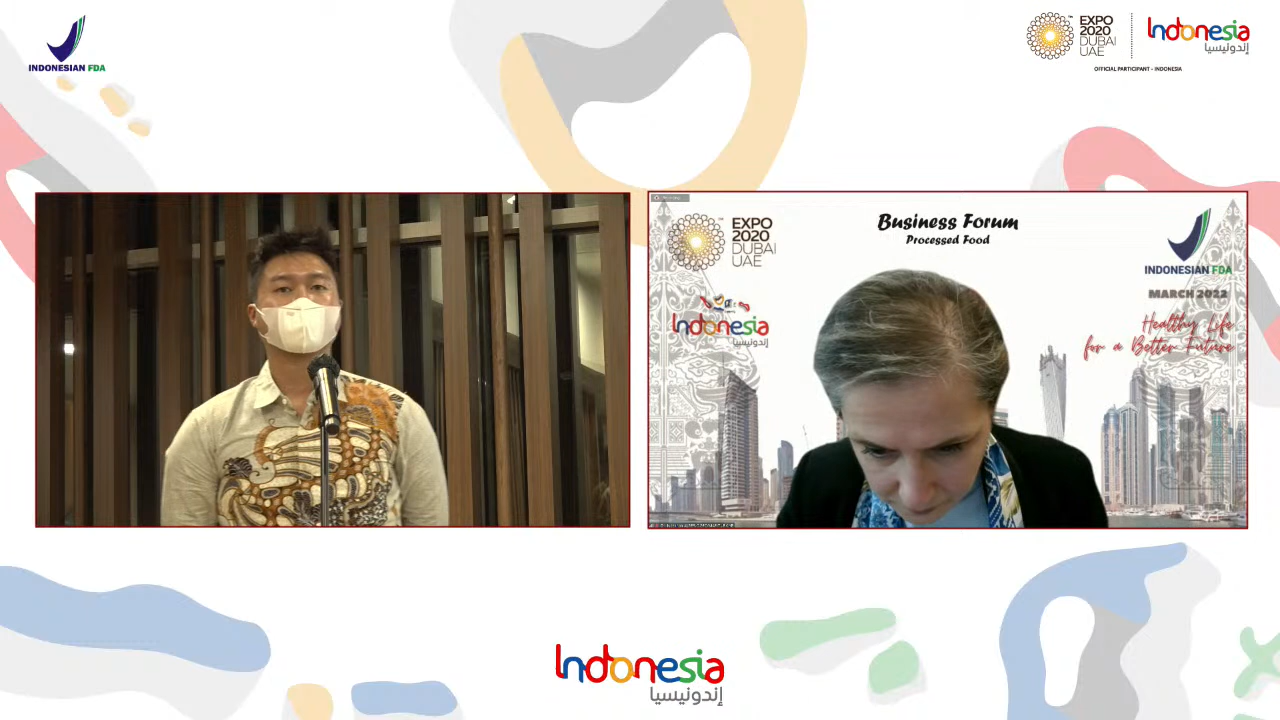 INDONESIAN FDA
EXPO
2020
DUBAI
UAE
Indonesia
إندونيسيا
OFFICIAL PARTICIPANT - INDONESIA
EXPO
2020
DUBAI
UAE
Business Forum
Processed Food
INDONESIAN FDA
MARCH 2022
Healthy Life
for a Better Future
Indonesia
إندونيسيا
Indonesia
إندونيسيا